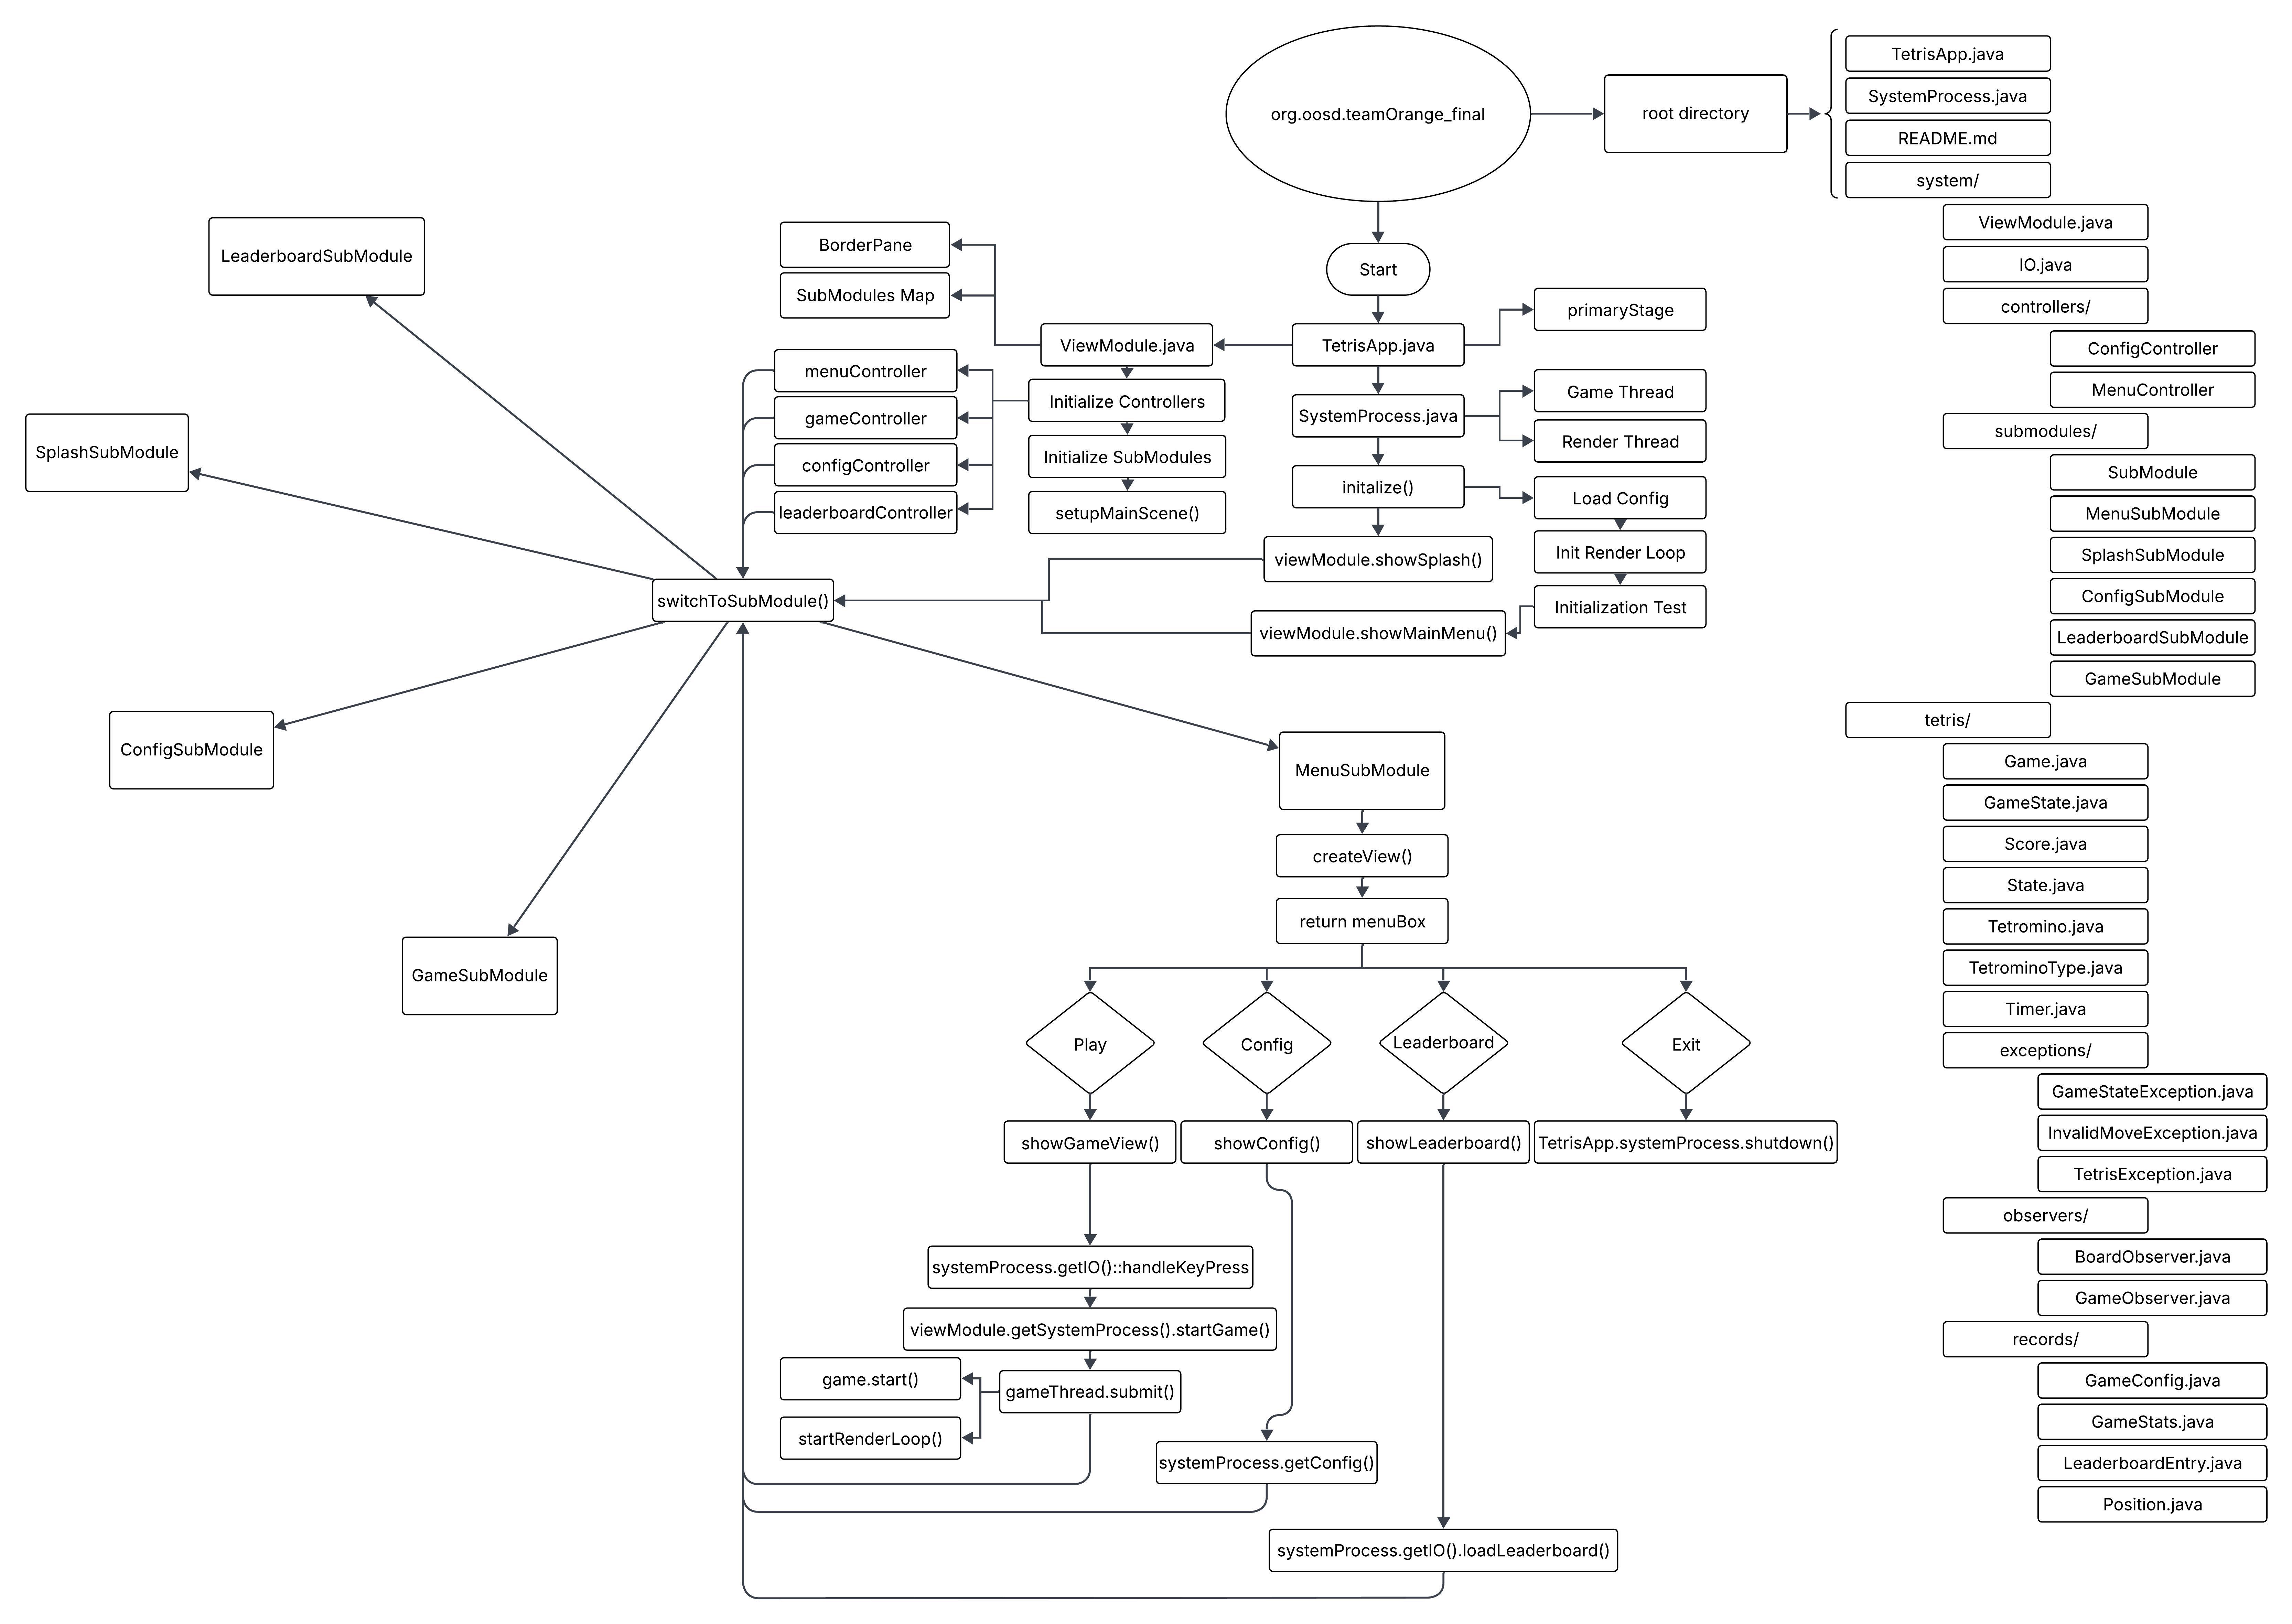 org.oosd.teamOrange_final
root directory
TetrisApp.java
SystemProcess.java
README.md
system/
ViewModule.java
IO.java
controllers/
ConfigController
MenuController
submodules/
SubModule
MenuSubModule
SplashSubModule
ConfigSubModule
LeaderboardSubModule
GameSubModule
tetris/
Game.java
GameState.java
Score.java
State.java
Tetromino.java
TetrominoType.java
Timer.java
exceptions/
GameStateException.java
InvalidMoveException.java
TetrisException.java
observers/
BoardObserver.java
GameObserver.java
records/
GameConfig.java
GameStats.java
LeaderboardEntry.java
Position.java
Start
TetrisApp.java
primaryStage
ViewModule.java
BorderPane
SubModules Map
Initialize Controllers
menuController
gameController
configController
leaderboardController
Initialize SubModules
setupMainScene()
SystemProcess.java
Game Thread
Render Thread
initalize()
Load Config
Init Render Loop
Initialization Test
viewModule.showSplash()
viewModule.showMainMenu()
switchToSubModule()
LeaderboardSubModule
SplashSubModule
ConfigSubModule
GameSubModule
MenuSubModule
createView()
return menuBox
Play
Config
Leaderboard
Exit
showGameView()
showConfig()
showLeaderboard()
TetrisApp.systemProcess.shutdown()
systemProcess.getIO()::handleKeyPress
viewModule.getSystemProcess().startGame()
gameThread.submit()
game.start()
startRenderLoop()
systemProcess.getConfig()
systemProcess.getIO().loadLeaderboard()